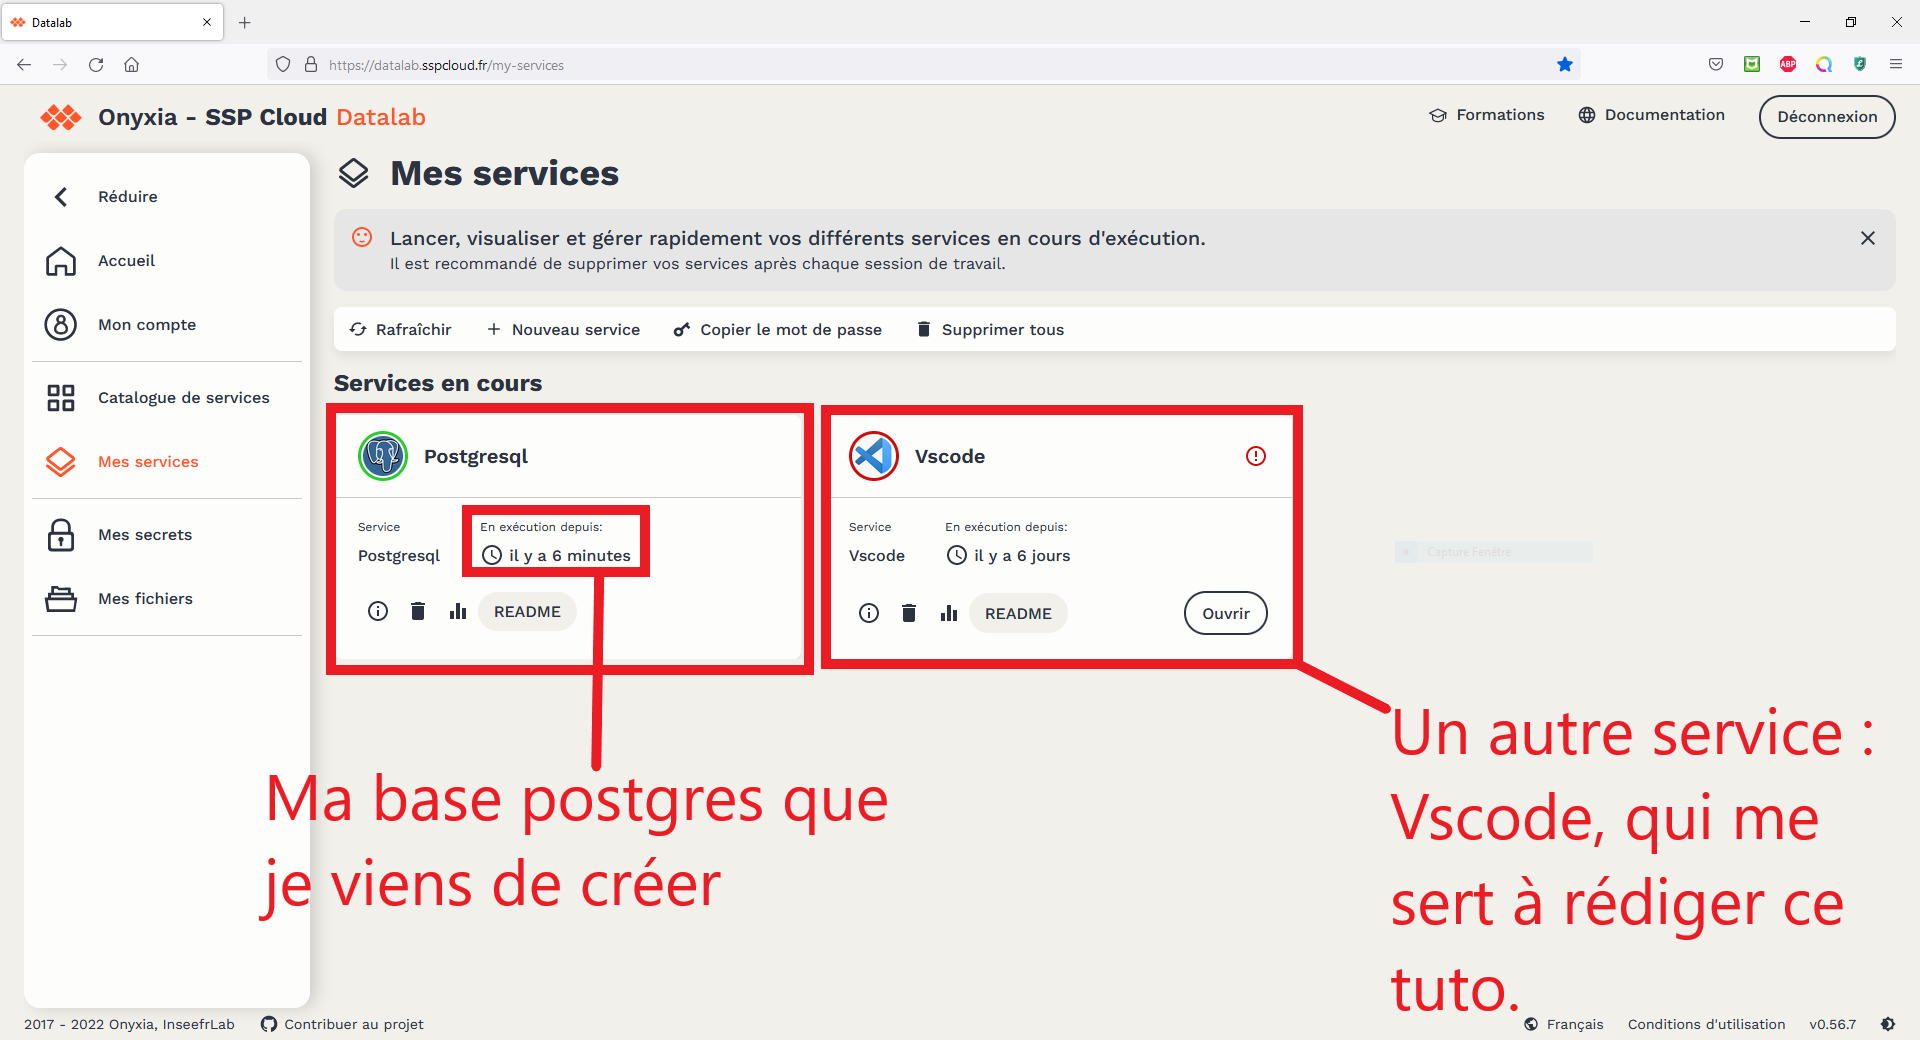 Datalab
https://datalab.sspcloud.fr/my-services
ABP
Onyxia - SSP Cloud Datalab
Formations
Documentation
Déconnexion
Réduire
Accueil
Mon compte
Catalogue de services
Mes services
Mes secrets
Mes fichiers
Mes services
Lancer, visualiser et gérer rapidement vos différents services en cours d'exécution.
Il est recommandé de supprimer vos services après chaque session de travail.
Rafraîchir
Nouveau service
Copier le mot de passe
Supprimer tous
Services en cours
Postgresql
Service
En exécution depuis:
Postgresql
il y a 6 minutes
README
Vscode
Service
En exécution depuis:
Vscode
il y a 6 jours
README
Ouvrir
Capture Fenêtre
Ma base postgres que
je viens de créer
Un autre service :
Vscode, qui me
sert à rédiger ce
tuto.
2017 - 2022 Onyxia, InseefrLab
Contribuer au projet
Français
Conditions d'utilisation
v0.56.7